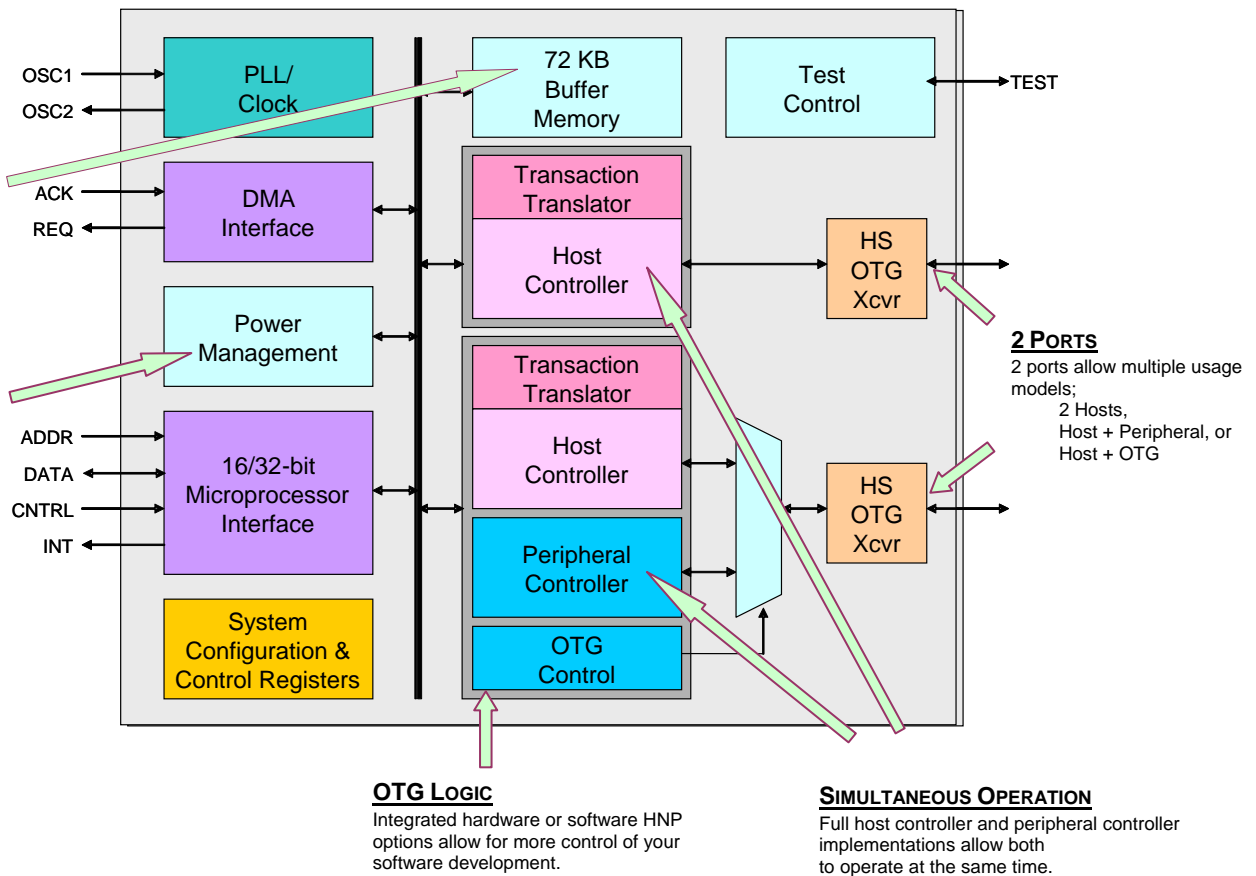 OSC1
OSC2
PLL/
Clock
72 KB
Buffer
Memory
Test
Control
TEST
ACK
REQ
DMA
Interface
Transaction
Translator
Host
Controller
HS
OTG
Xcvr
Power
Management
2 PORTS
2 ports allow multiple usage
models;
2 Hosts,
Host + Peripheral, or
Host + OTG
Transaction
Translator
Host
Controller
ADDR
DATA
CNTRL
INT
16/32-bit
Microprocessor
Interface
HS
OTG
Xcvr
Peripheral
Controller
System
Configuration &
Control Registers
OTG
Control
OTG LOGIC
Integrated hardware or software HNP
options allow for more control of your
software development.
SIMULTANEOUS OPERATION
Full host controller and peripheral controller
implementations allow both
to operate at the same time.